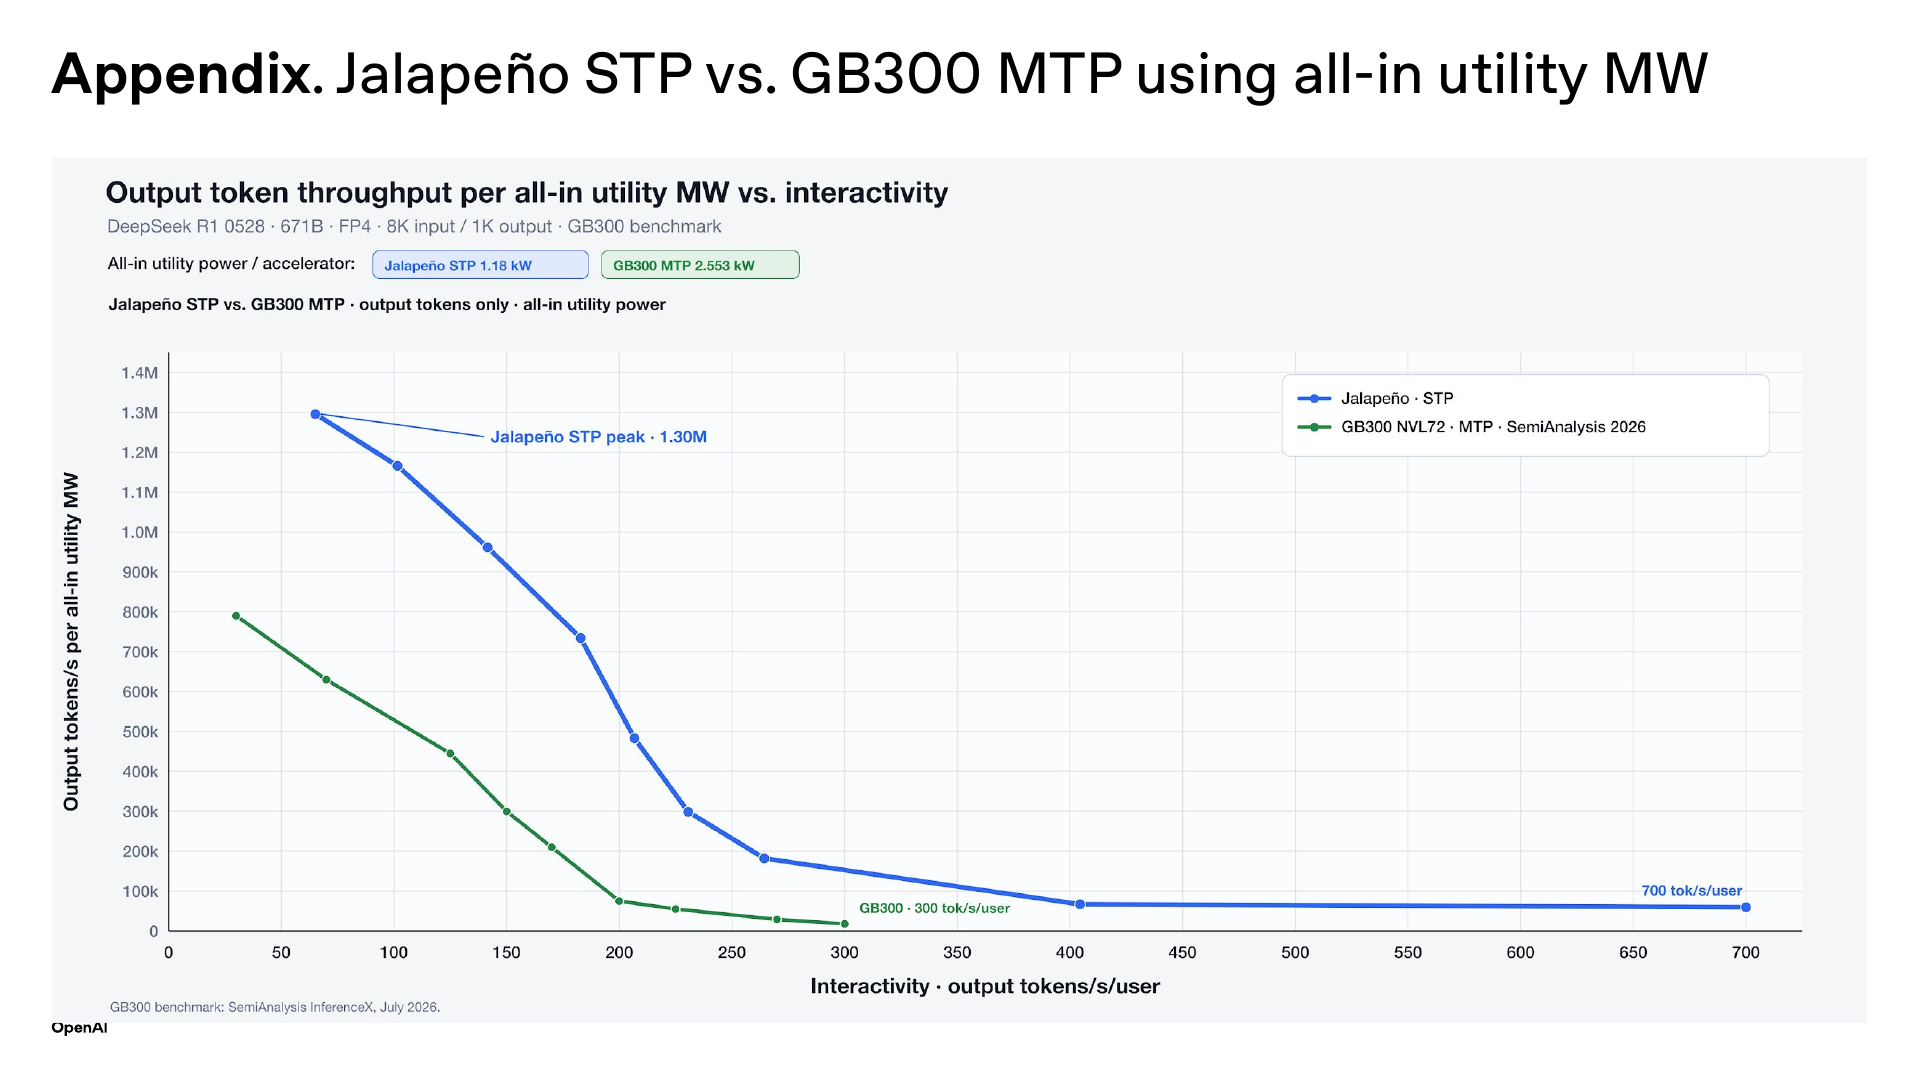 Appendix. Jalapeño STP vs. GB300 MTP using all-in utility MW
Output token throughput per all-in utility MW vs. interactivity
DeepSeek R1 0528 · 671B · FP4 · 8K input / 1K output · GB300 benchmark
All-in utility power / accelerator: Jalapeño STP 1.18 kW GB300 MTP 2.553 kW
Jalapeño STP vs. GB300 MTP · output tokens only · all-in utility power
Output tokens/s per all-in utility MW
1.4M
1.3M
1.2M
1.1M
1.0M
900k
800k
700k
600k
500k
400k
300k
200k
100k
0
Jalapeño STP peak · 1.30M
Jalapeño · STP
GB300 NVL72 · MTP · SemiAnalysis 2026
700 tok/s/user
GB300 · 300 tok/s/user
0 50 100 150 200 250 300 350 400 450 500 550 600 650 700
Interactivity · output tokens/s/user
GB300 benchmark: SemiAnalysis InferenceX, July 2026.
OpenAI